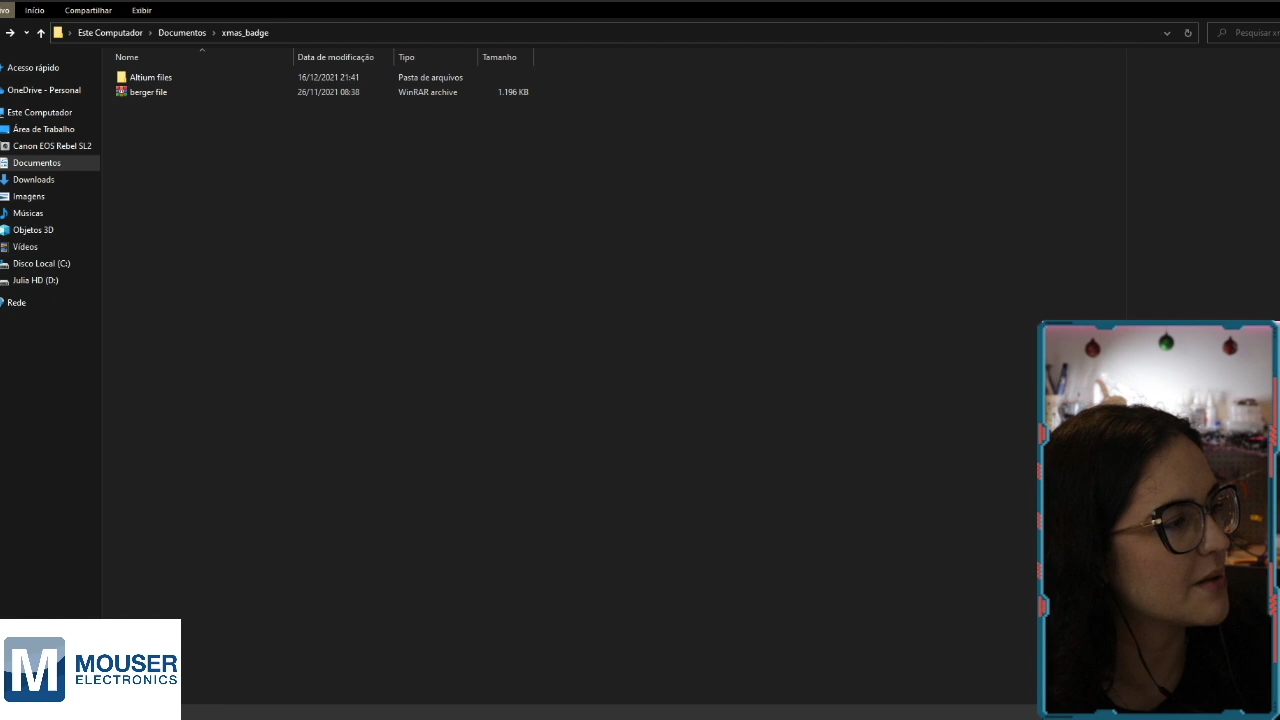 ivo Início Compartilhar Exibir
Este Computador › Documentos › xmas_badge
Pesquisar
Nome Data de modificação Tipo Tamanho
Altium files 16/12/2021 21:41 Pasta de arquivos
berger file 26/11/2021 08:38 WinRAR archive 1.196 KB
Acesso rápido
OneDrive - Personal
Este Computador
Área de Trabalho
Canon EOS Rebel SL2
Documentos
Downloads
Imagens
Músicas
Objetos 3D
Vídeos
Disco Local (C:)
Julia HD (D:)
Rede
M MOUSER
ELECTRONICS